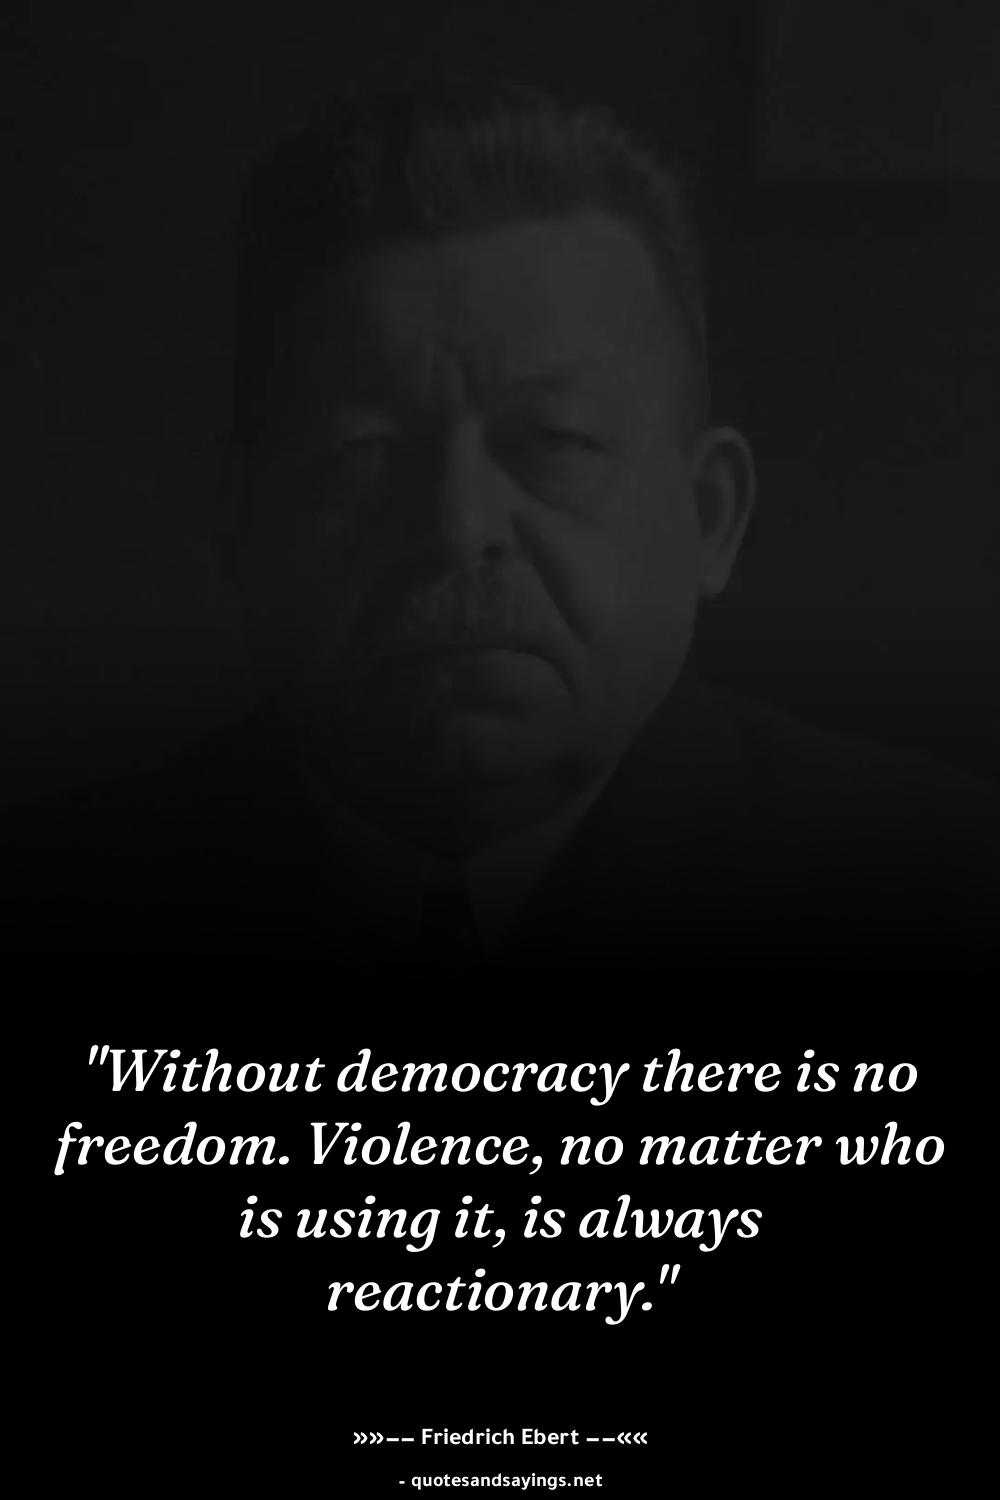 "Without democracy there is no
freedom. Violence, no matter who
is using it, is always
reactionary."
»»−− Friedrich Ebert −−««
- quotesandsayings.net